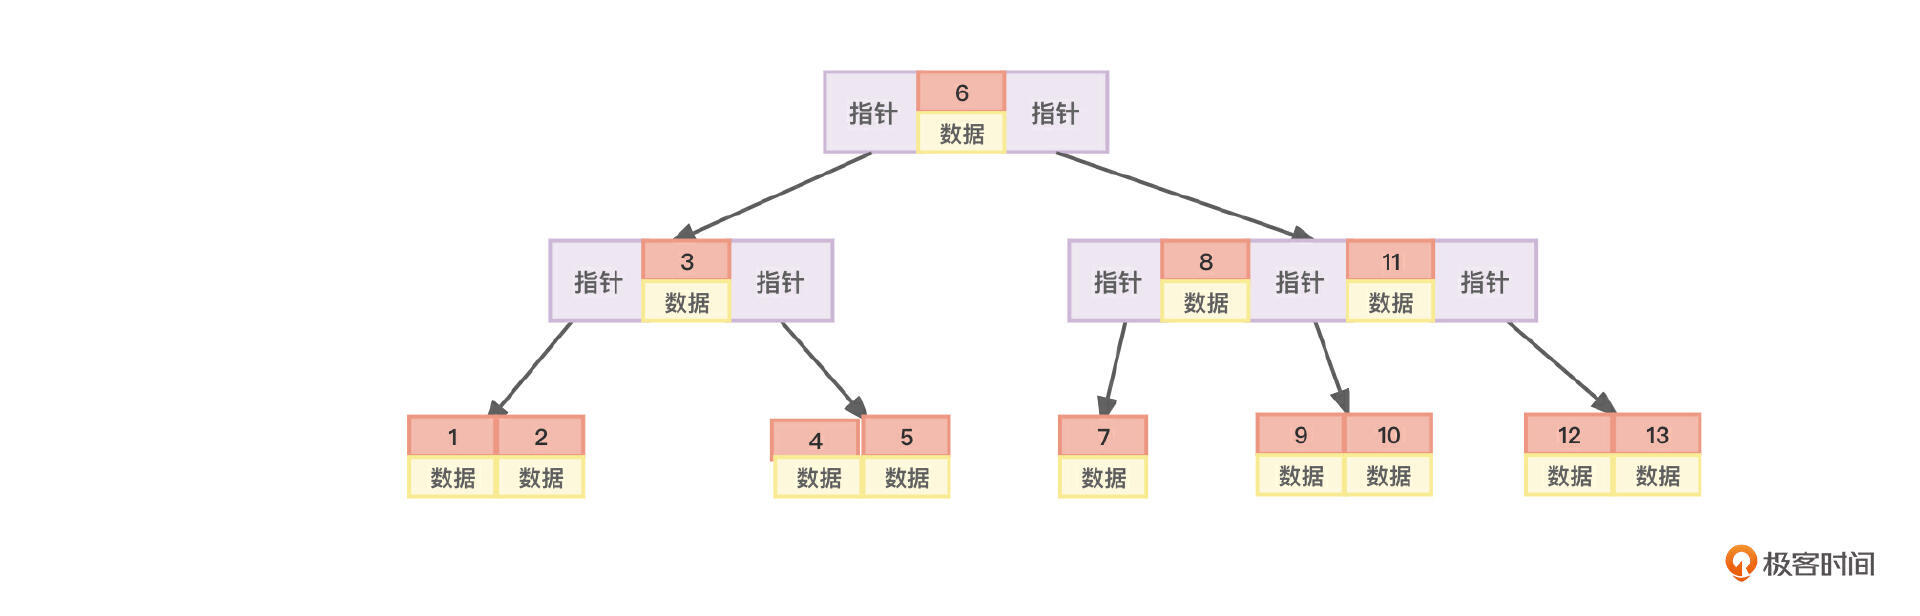 6
指针 指针
数据
3 8 11
指针 指针 指针 指针 指针
数据 数据 数据
1 2 4 5 7 9 10 12 13
数据 数据 数据 数据 数据 数据 数据 数据 数据
极客时间